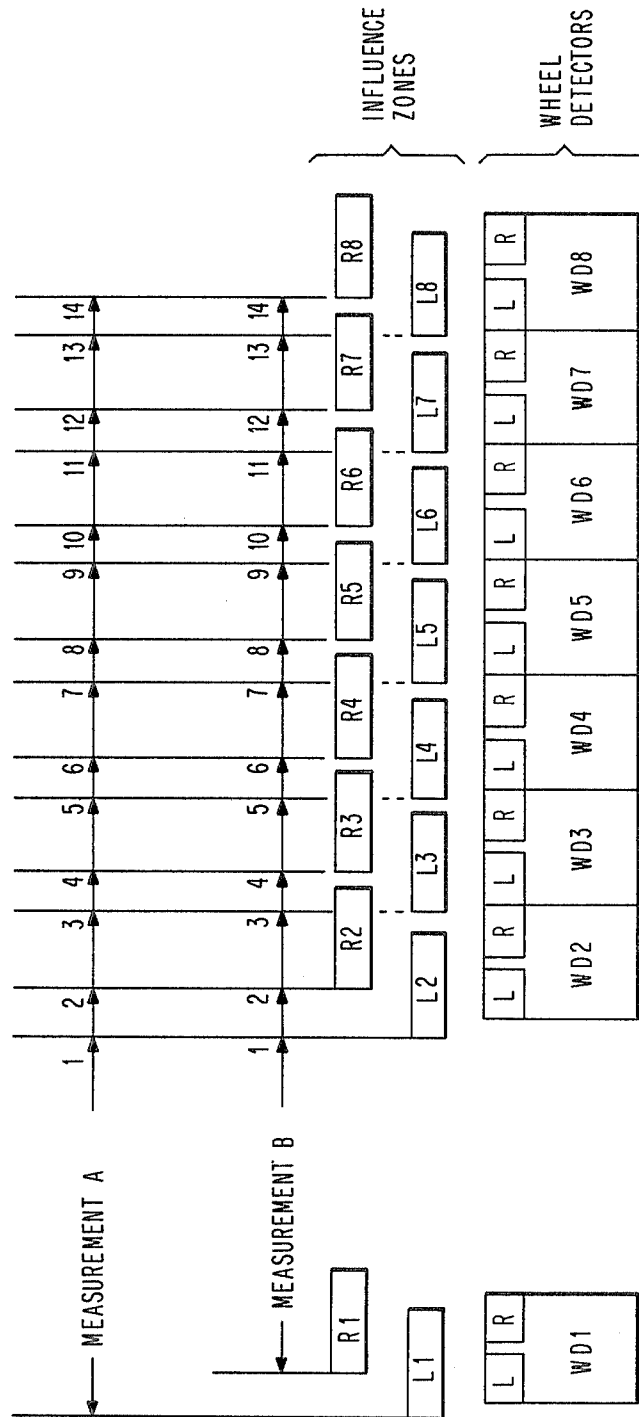 1 2 3 4 5 6 7 8 9 10 11 12 13 14
MEASUREMENT A
1 2 3 4 5 6 7 8 9 10 11 12 13 14
MEASUREMENT B
R1 R2 R3 R4 R5 R6 R7 R8
L1 L2 L3 L4 L5 L6 L7 L8
INFLUENCE
ZONES
L R L R L R L R L R L R L R L R
WD1 WD2 WD3 WD4 WD5 WD6 WD7 WD8
WHEEL
DETECTORS